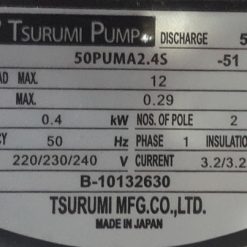 TSURUMI PUMP DISCHARGE 5
50PUMA2.4S -51
AD MAX. 12
MAX. 0.29
0.4 kW NO.S OF POLE 2
CY 50 Hz PHASE 1 INSULATION
220/230/240 V CURRENT 3.2/3.2
B-10132630
TSURUMI MFG.CO.,LTD.
MADE IN JAPAN